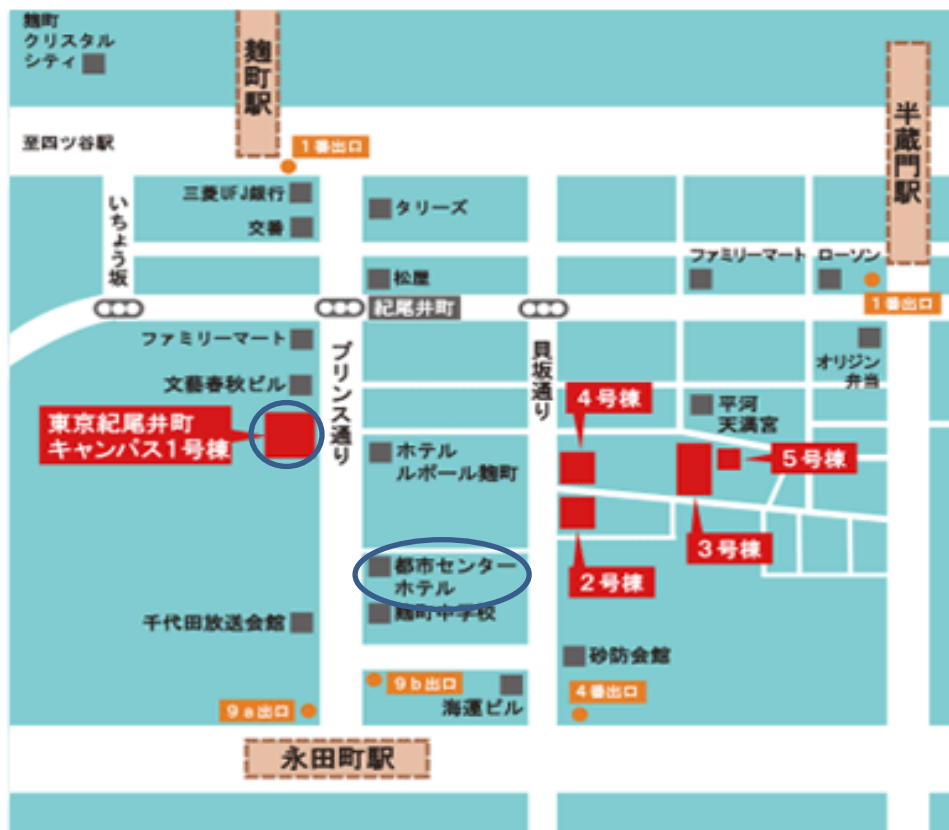 麹町
クリスタル
シティ
麹町駅
半蔵門駅
至四ツ谷駅
1番出口
いちょう坂
三菱UFJ銀行
交番
タリーズ
松屋
ファミリーマート
ローソン
1番出口
紀尾井町
ファミリーマート
文藝春秋ビル
プリンス通り
貝坂通り
オリジン
弁当
4号棟
平河
天満宮
東京紀尾井町
キャンパス1号棟
ホテル
ルポール麹町
5号棟
3号棟
2号棟
都市センター
ホテル
麹町中学校
千代田放送会館
砂防会館
9a出口
9b出口
海運ビル
4番出口
永田町駅